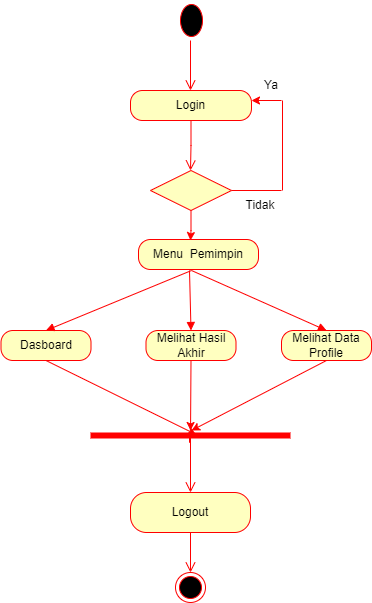 Ya
Login
Tidak
Menu Pemimpin
Dasboard
Melihat Hasil
Akhir
Melihat Data
Profile
Logout